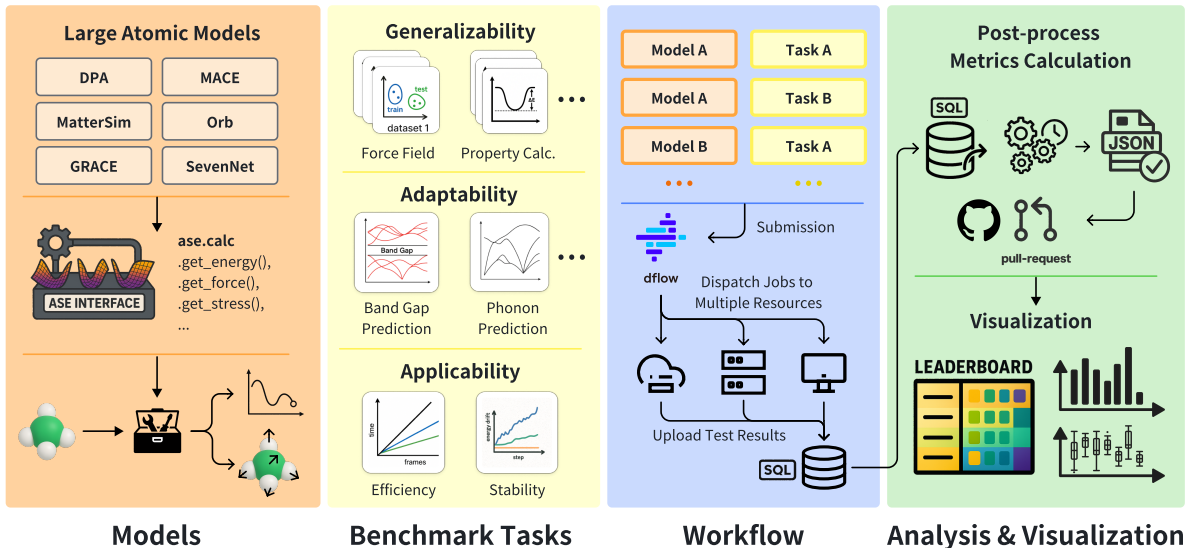 Large Atomic Models
DPA
MACE
MatterSim
Orb
GRACE
SevenNet
ASE INTERFACE
ase.calc
.get_energy(),
.get_force(),
.get_stress(),
...
Models
Generalizability
train
test
dataset 1
ΔE
Force Field
Property Calc.
Adaptability
Band Gap
Band Gap
Prediction
Phonon
Prediction
Applicability
time
frames
energy drift
step
Efficiency
Stability
Benchmark Tasks
Model A
Task A
Model A
Task B
Model B
Task A
Submission
dflow
Dispatch Jobs to
Multiple Resources
Upload Test Results
SQL
Workflow
Post-process
Metrics Calculation
SQL
JSON
pull-request
Visualization
LEADERBOARD
Analysis & Visualization